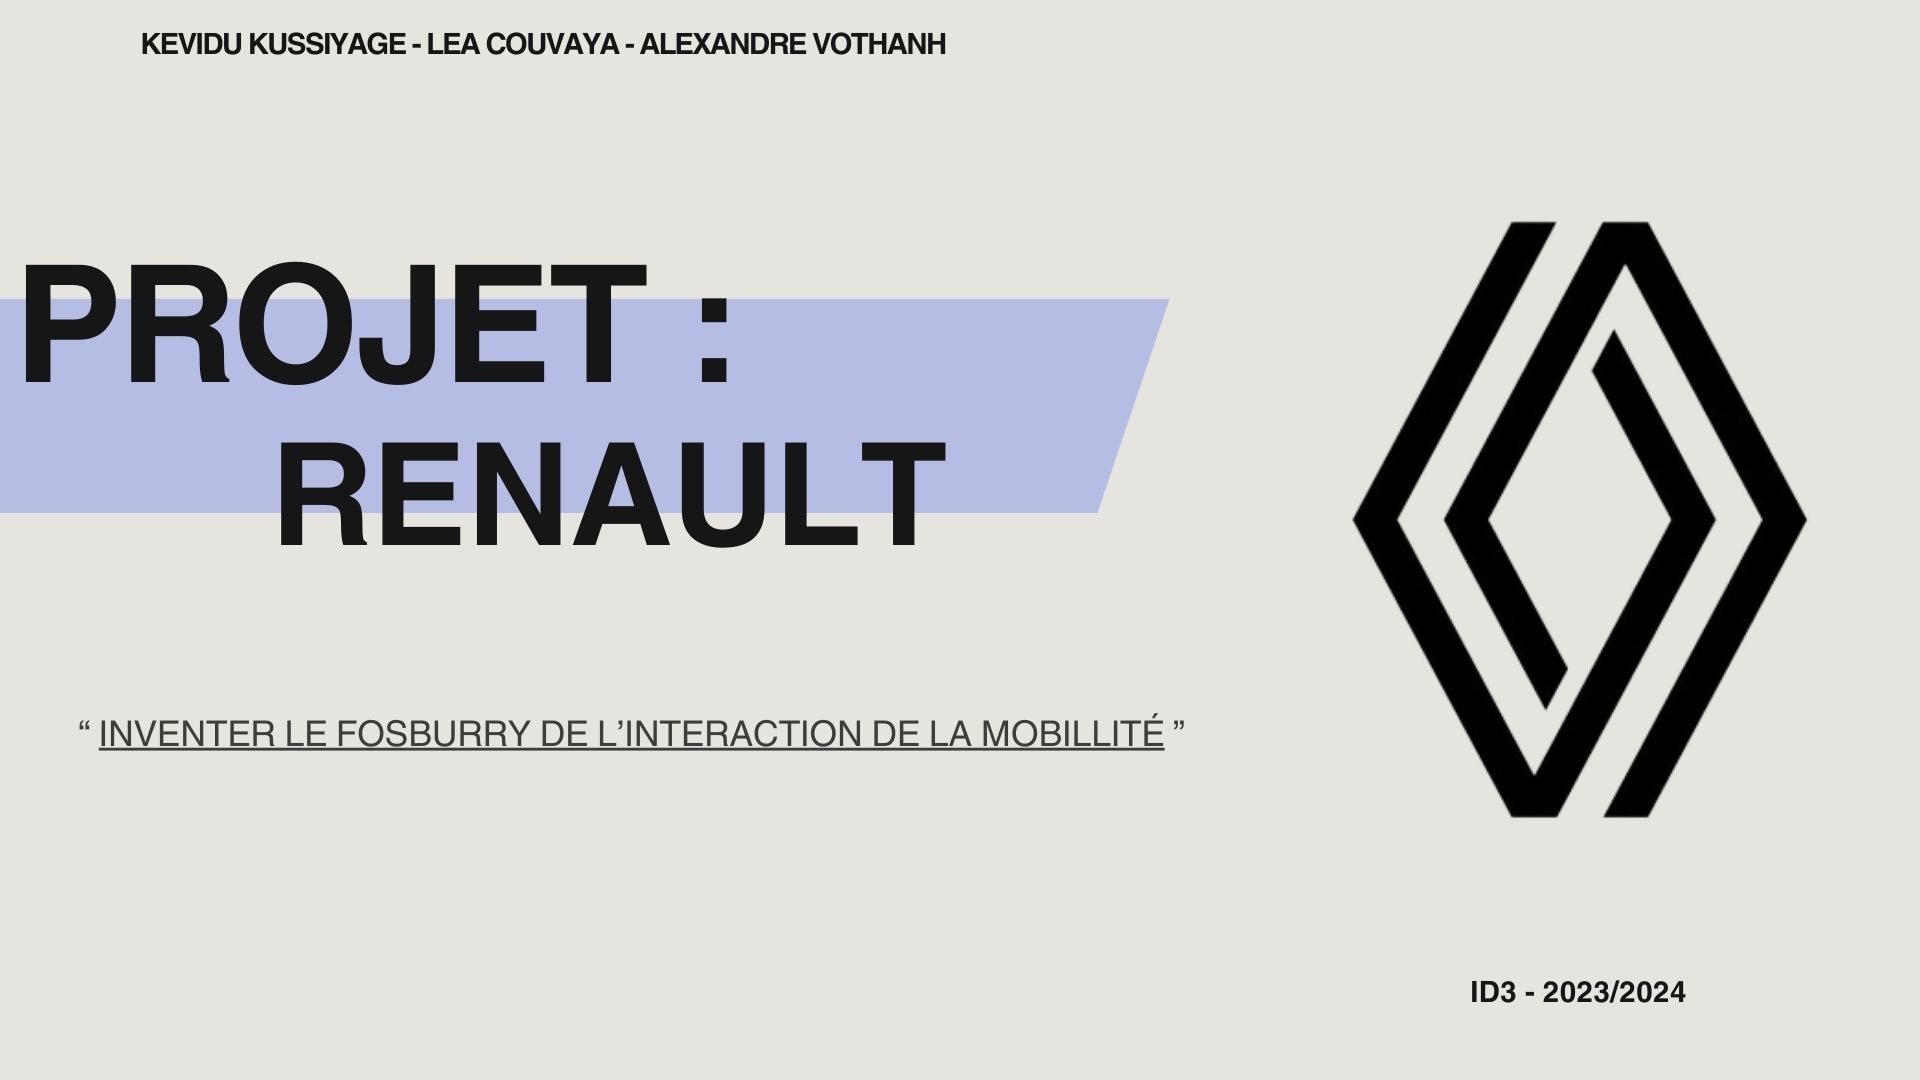 KEVIDU KUSSIYAGE - LEA COUVAYA - ALEXANDRE VOTHANH
PROJET :
RENAULT
“ INVENTER LE FOSBURRY DE L’INTERACTION DE LA MOBILLITÉ ”
ID3 - 2023/2024